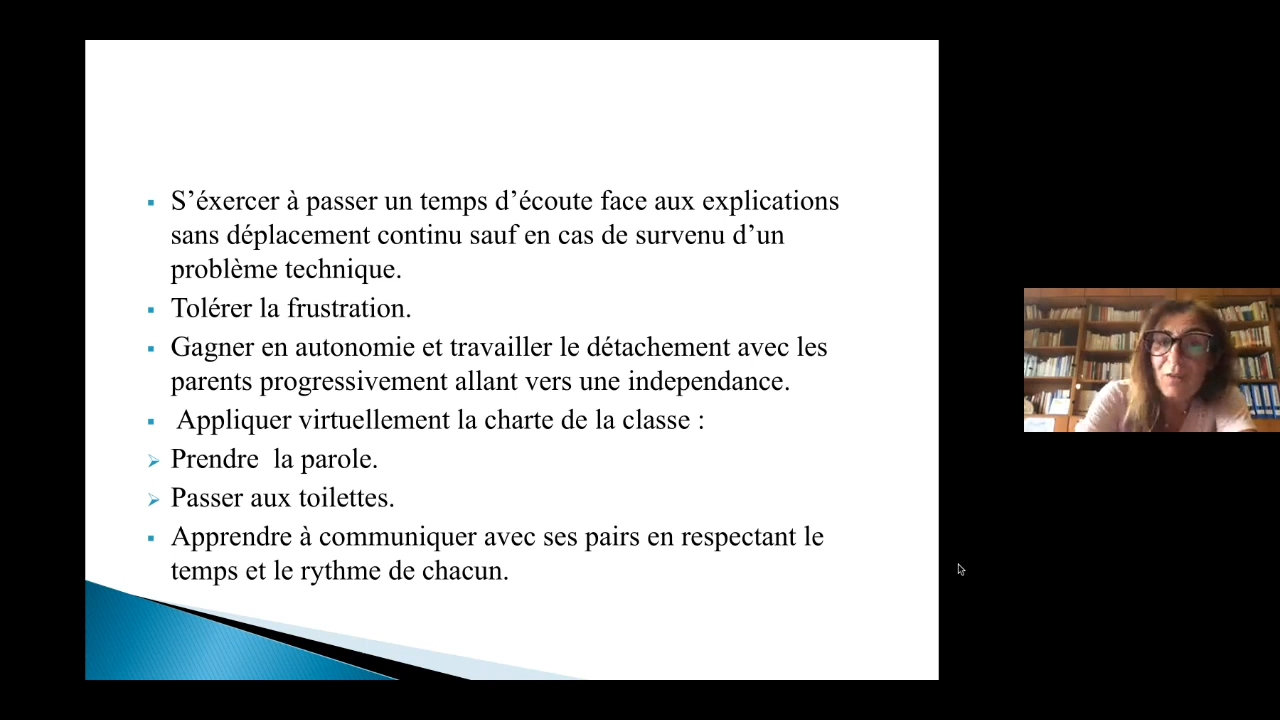 S’éxercer à passer un temps d’écoute face aux explications
sans déplacement continu sauf en cas de survenu d’un
problème technique.
Tolérer la frustration.
Gagner en autonomie et travailler le détachement avec les
parents progressivement allant vers une independance.
Appliquer virtuellement la charte de la classe :
Prendre la parole.
Passer aux toilettes.
Apprendre à communiquer avec ses pairs en respectant le
temps et le rythme de chacun.